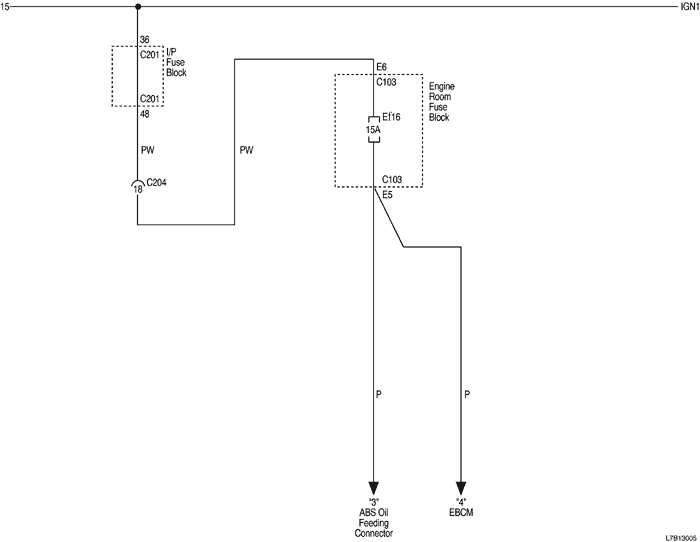 15
IGN1
36
C201
I/P
Fuse
Block
C201
48
PW
18
C204
PW
E6
C103
Engine
Room
Fuse
Block
Ef16
15A
C103
E5
P
P
"3"
ABS Oil
Feeding
Connector
"4"
EBCM